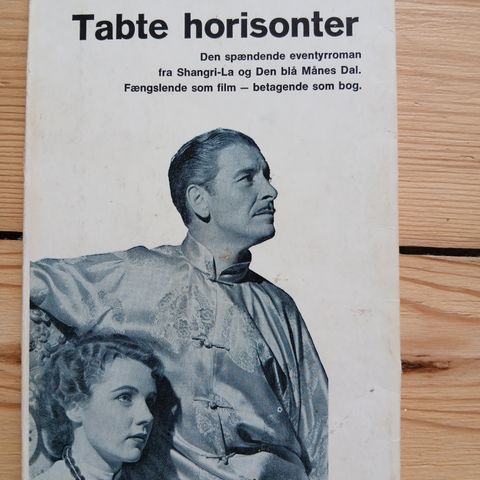 Tabte horisonter
Den spændende eventyrroman
fra Shangri-La og Den blå Månes Dal.
Fængslende som film — betagende som bog.